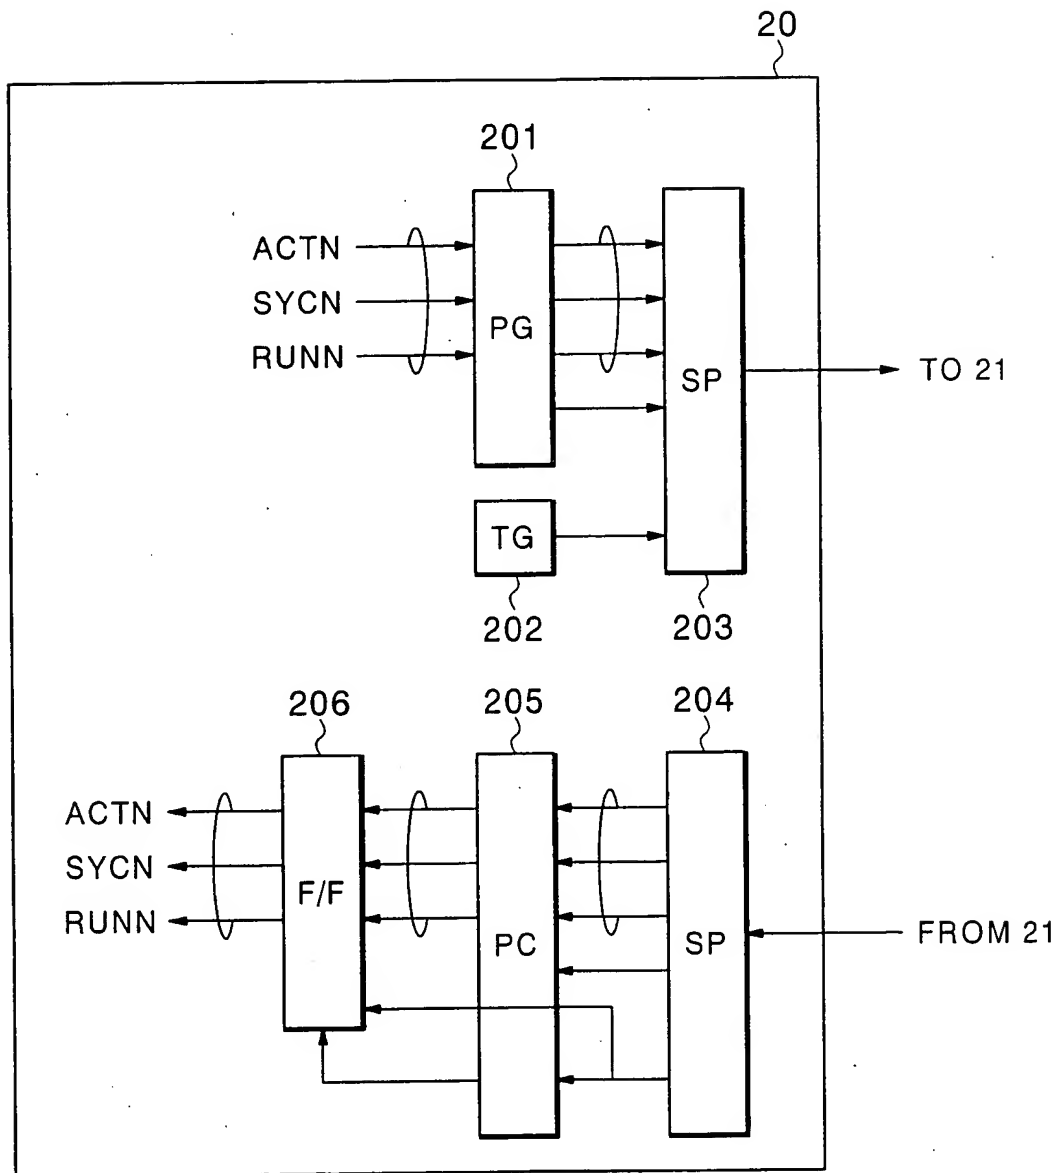 20
201
ACTN
SYCN
RUNN
PG
SP
TO 21
TG
202
203
206
205
204
ACTN
SYCN
RUNN
F/F
PC
SP
FROM 21